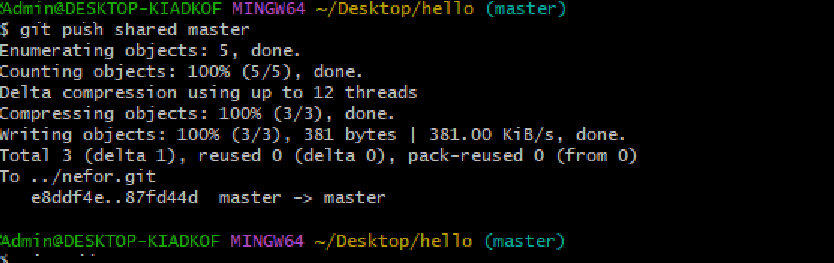 Admin@DESKTOP-KIADKOF MINGW64 ~/Desktop/hello (master)
$ git push shared master
Enumerating objects: 5, done.
Counting objects: 100% (5/5), done.
Delta compression using up to 12 threads
Compressing objects: 100% (3/3), done.
Writing objects: 100% (3/3), 381 bytes | 381.00 KiB/s, done.
Total 3 (delta 1), reused 0 (delta 0), pack-reused 0 (from 0)
To ../nefor.git
   e8ddf4e..87fd44d  master -> master
Admin@DESKTOP-KIADKOF MINGW64 ~/Desktop/hello (master)
$